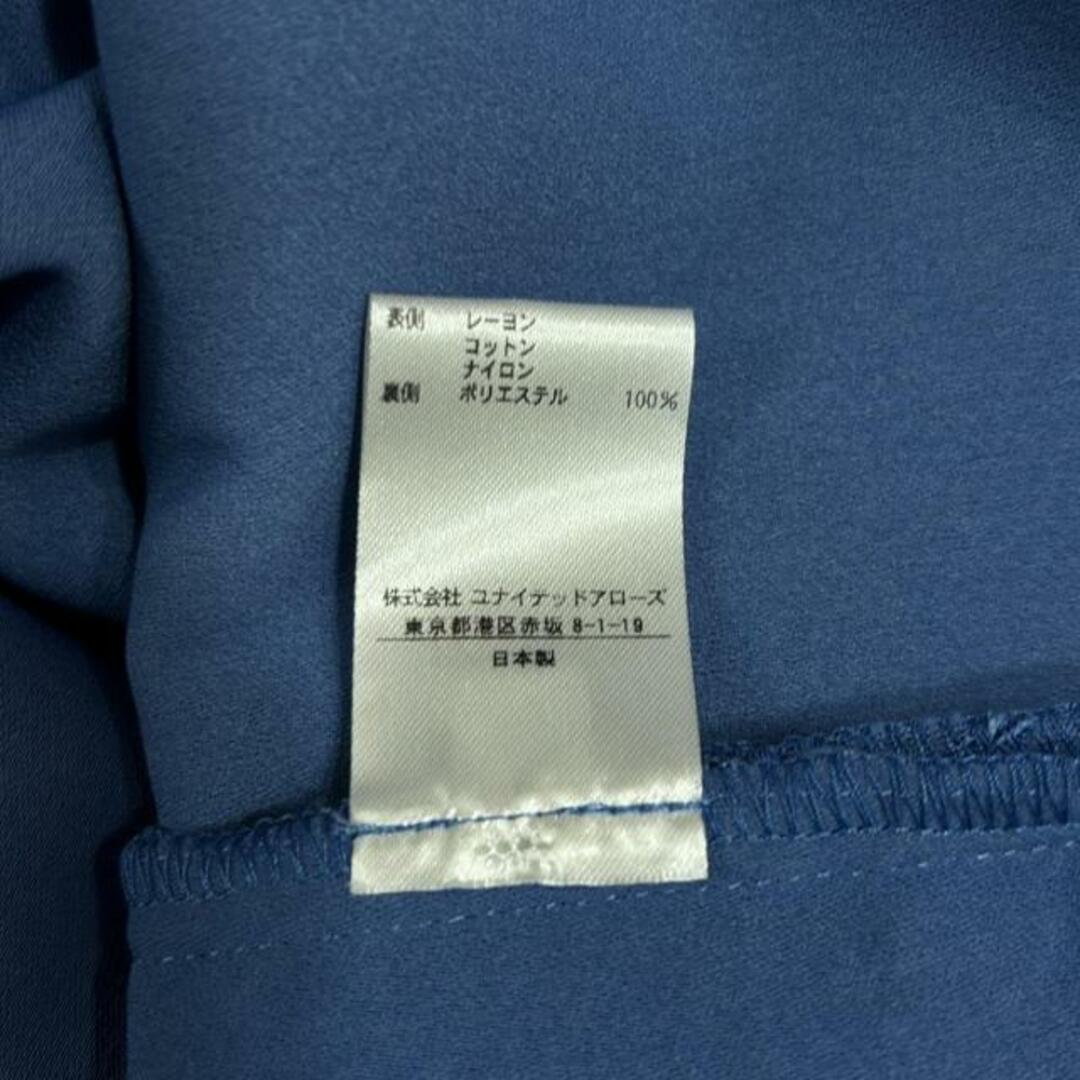 表側 レーヨン
コットン
ナイロン
裏側 ポリエステル 100%
株式会社 ユナイテッドアローズ
東京都港区赤坂 8-1-19
日本製